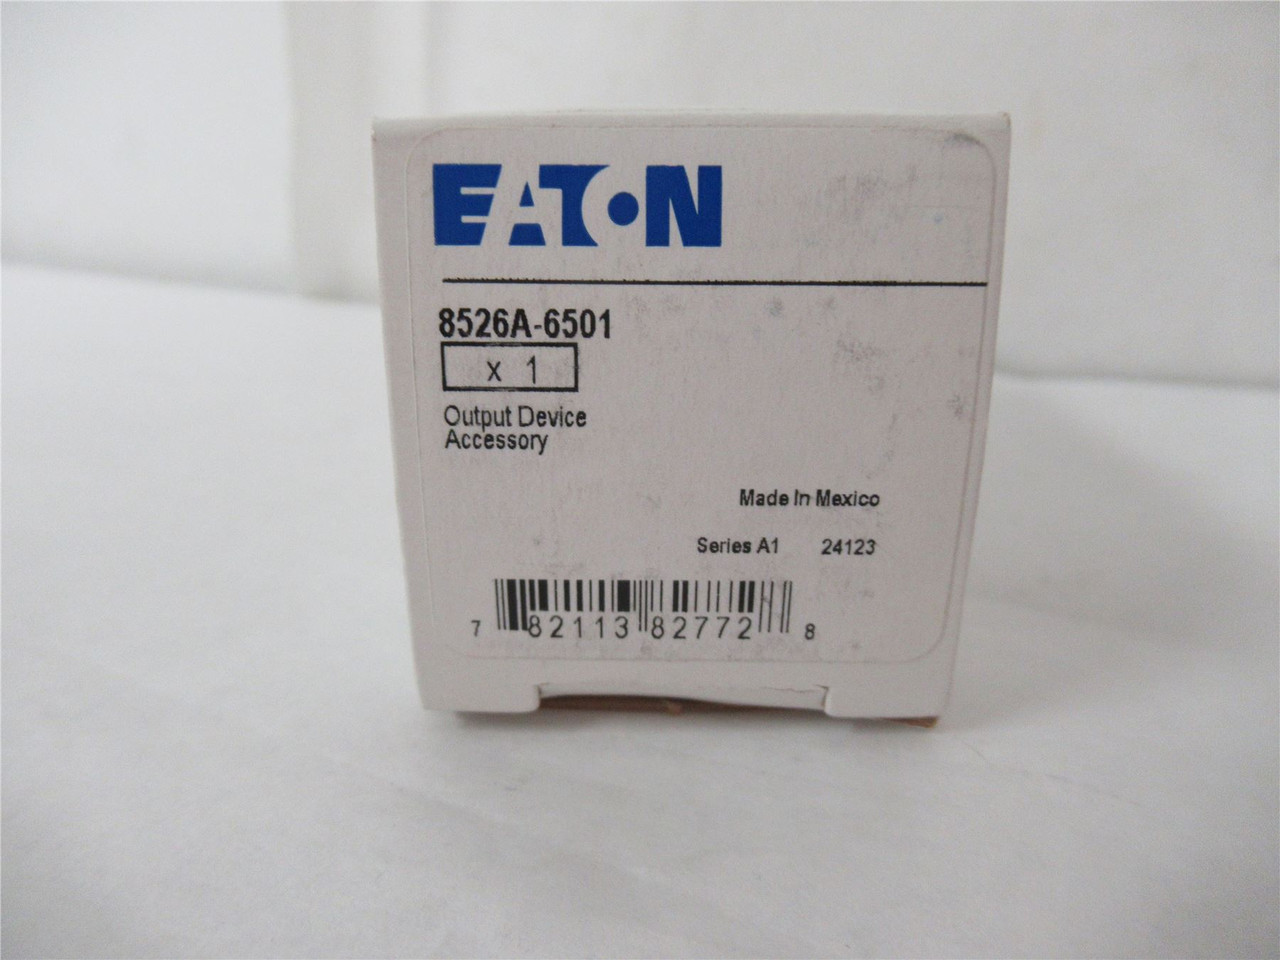 EATON
8526A-6501
x 1
Output Device
Accessory
Made In Mexico
Series A1 24123
7 82113 82772 8